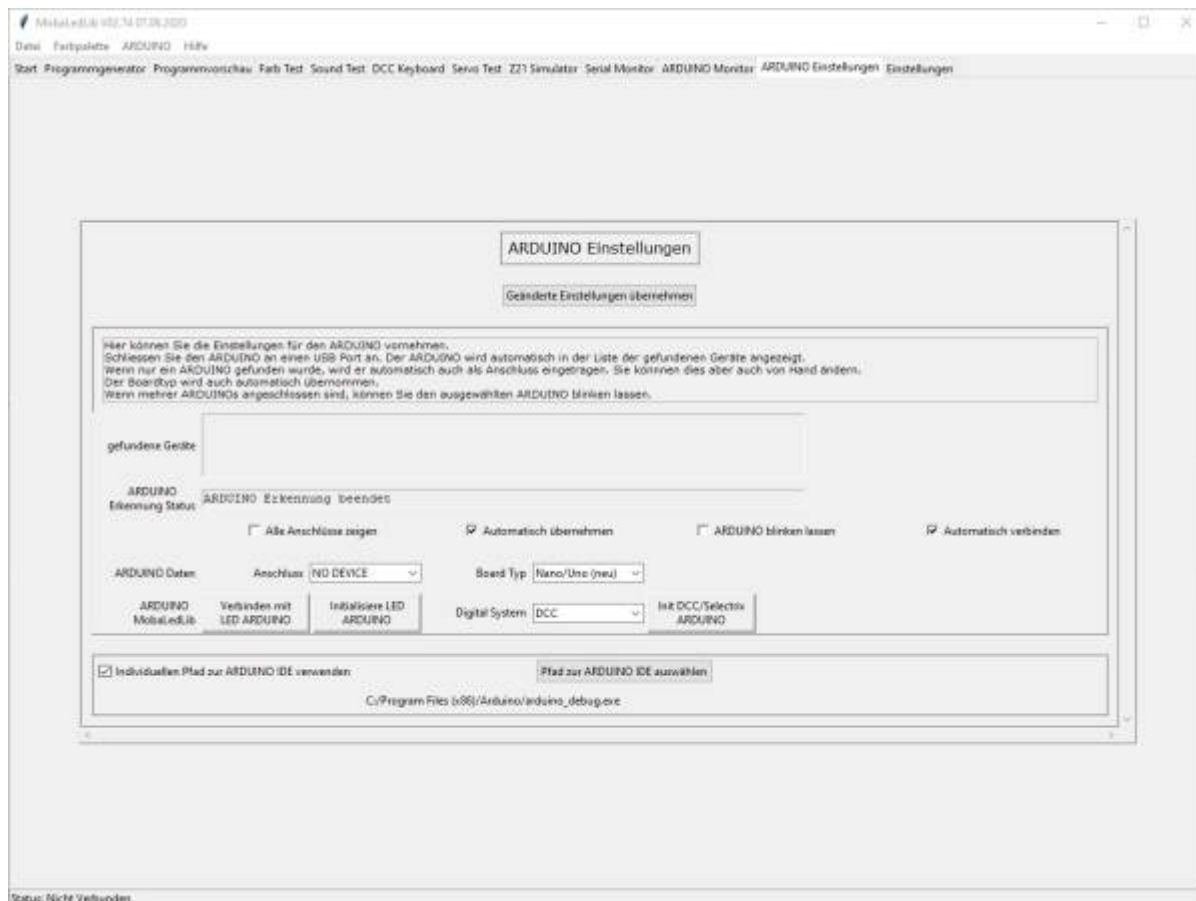 MobaLedLib V02.74 07.06.2020
Datei Farbpalette ARDUINO Hilfe
Start Programmgenerator Programmvorschau Farb Test Sound Test DCC Keyboard Servo Test Z21 Simulator Serial Monitor ARDUINO Monitor ARDUINO Einstellungen Einstellungen
ARDUINO Einstellungen
Geänderte Einstellungen übernehmen
Hier können Sie die Einstellungen für den ARDUINO vornehmen.
Schliessen Sie den ARDUINO an einen USB Port an. Der ARDUINO wird automatisch in der Liste der gefundenen Geräte angezeigt.
Wenn nur ein ARDUINO gefunden wurde, wird er automatisch auch als Anschluss eingetragen. Sie könnnen dies aber auch von Hand ändern.
Der Boardtyp wird auch automatisch übernommen.
Wenn mehrer ARDUINOs angeschlossen sind, können Sie den ausgewählten ARDUINO blinken lassen.
gefundene Geräte
ARDUINO
Erkennung Status
ARDUINO Erkennung beendet
Alle Anschlüsse zeigen Automatisch übernehmen ARDUINO blinken lassen Automatisch verbinden
ARDUINO Daten Anschluss NO DEVICE Board Typ Nano/Uno (neu)
ARDUINO
MobaLedLib
Verbinden mit
LED ARDUINO
Initialisiere LED
ARDUINO
Digital System DCC
Init DCC/Selectrix
ARDUINO
Individuellen Pfad zur ARDUINO IDE verwenden Pfad zur ARDUINO IDE auswählen
C:/Program Files (x86)/Arduino/arduino_debug.exe
Status: Nicht Verbunden